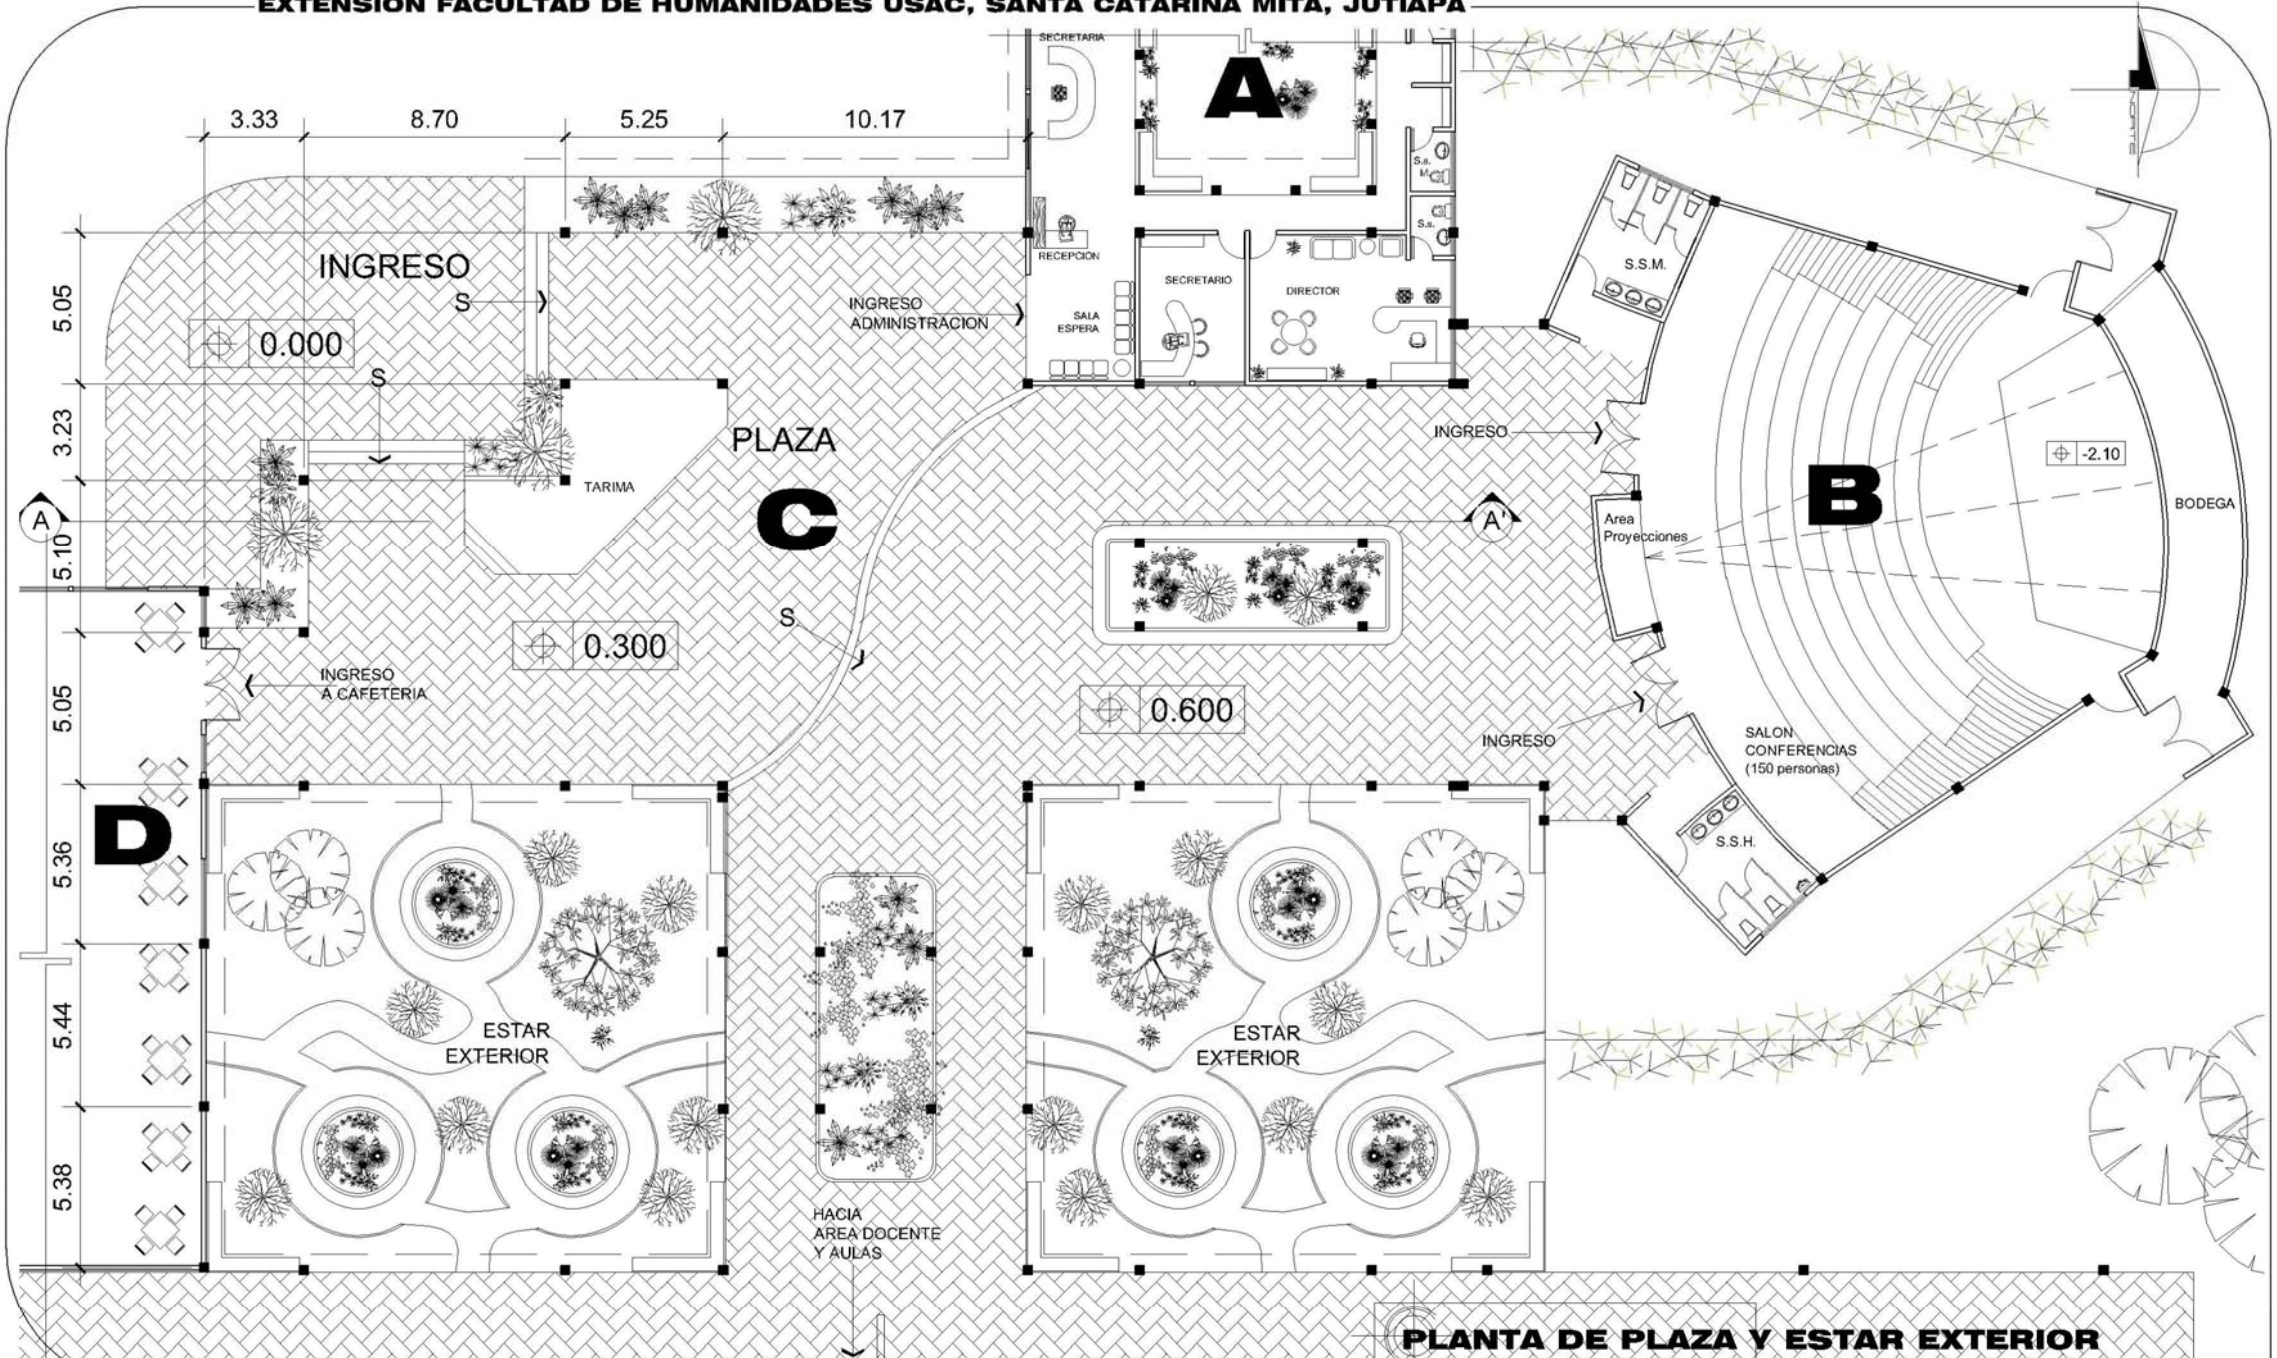 EXTENSION FACULTAD DE HUMANIDADES USAC, SANTA CATARINA MITA, JUTIAPA
SECRETARIA
A
3.33
8.70
5.25
10.17
S.s.
M.
S.s.
INGRESO
S
RECEPCIÓN
SECRETARIO
DIRECTOR
S.S.M.
5.05
INGRESO
ADMINISTRACION
SALA
ESPERA
0.000
S
3.23
PLAZA
INGRESO
-2.10
TARIMA
C
B
BODEGA
A
A'
Area
Proyecciones
5.10
S
0.300
INGRESO
A CAFETERIA
5.05
0.600
INGRESO
SALON
CONFERENCIAS
(150 personas)
D
S.S.H.
5.36
5.44
ESTAR
EXTERIOR
ESTAR
EXTERIOR
5.38
HACIA
AREA DOCENTE
Y AULAS
PLANTA DE PLAZA Y ESTAR EXTERIOR